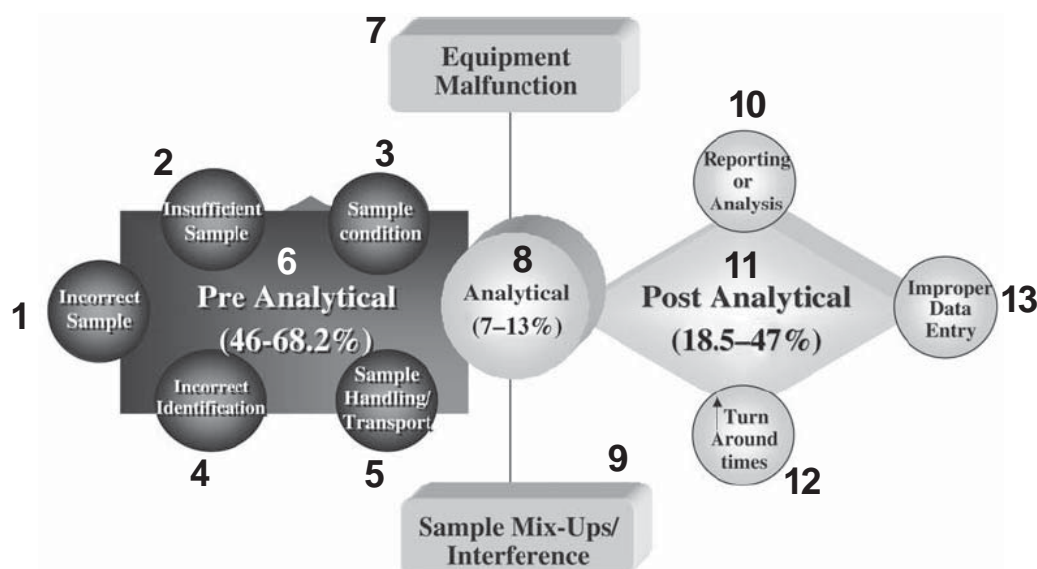 7
Equipment
Malfunction
10
Reporting
or
Analysis
2
Insufficient
Sample
3
Sample
condition
1
Incorrect
Sample
6
Pre Analytical
(46-68.2%)
8
Analytical
(7–13%)
11
Post Analytical
(18.5–47%)
Improper
Data
Entry
13
Incorrect
Identification
4
Sample
Handling/
Transport
5
↑ Turn
Around
times
12
9
Sample Mix-Ups/
Interference